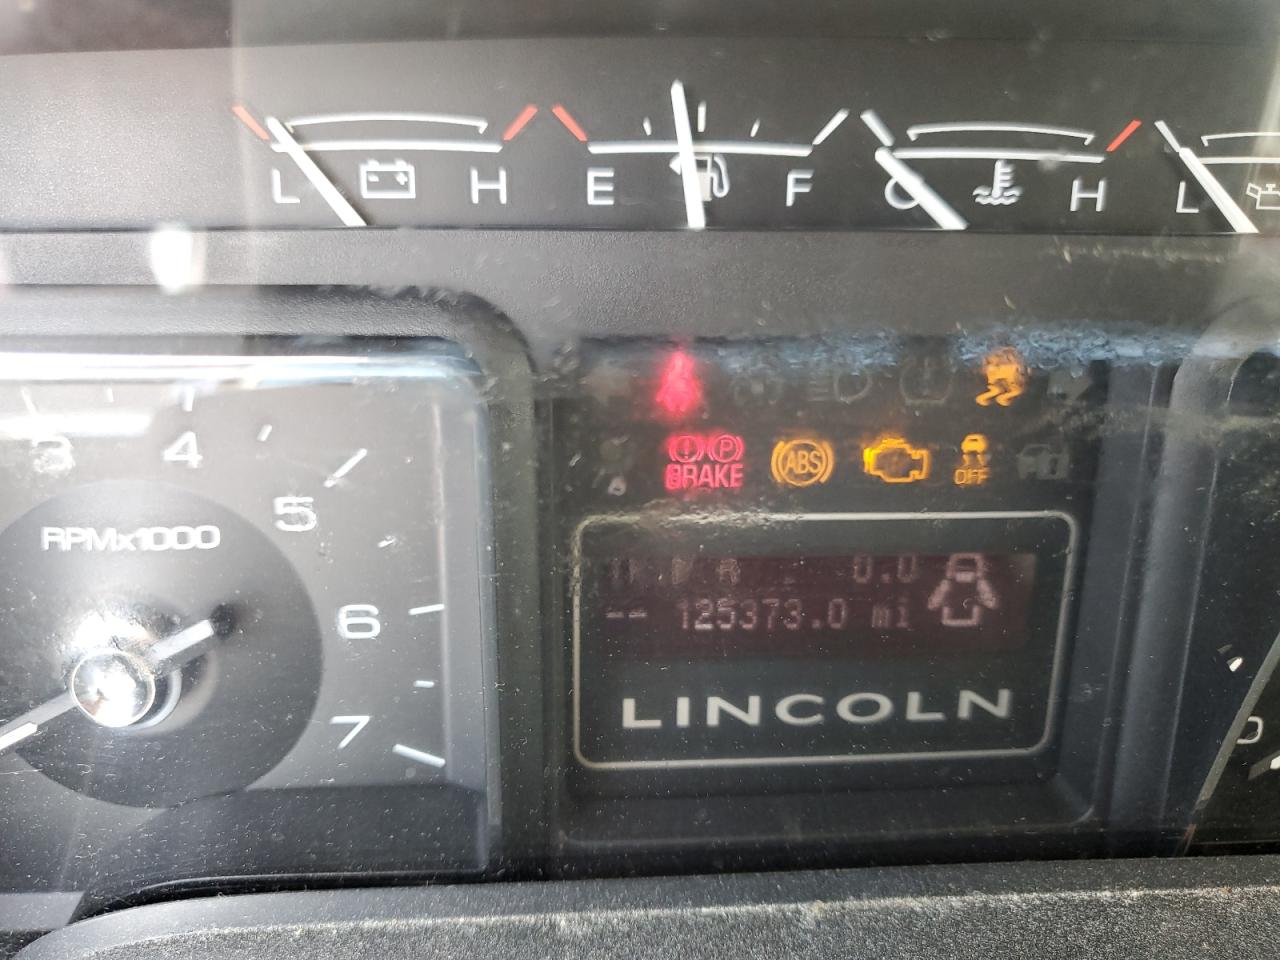 L H E F C H L
3 4
5
RPMx1000
6
7
P
BRAKE ABS OFF
0.0
-- 125373.0 mi
LINCOLN